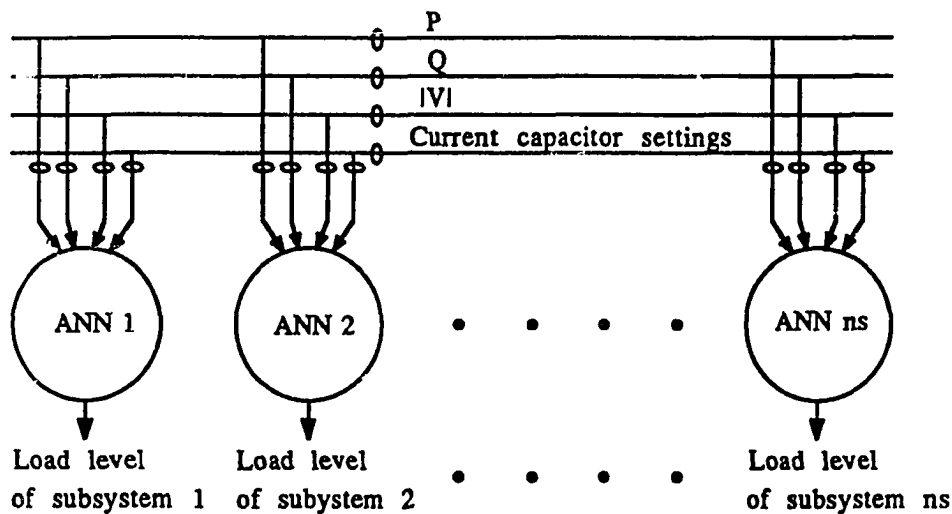 P
Q
|V|
Current capacitor settings
ANN 1
ANN 2
ANN ns
Load level
of subsystem 1
Load level
of subystem 2
Load level
of subsystem ns